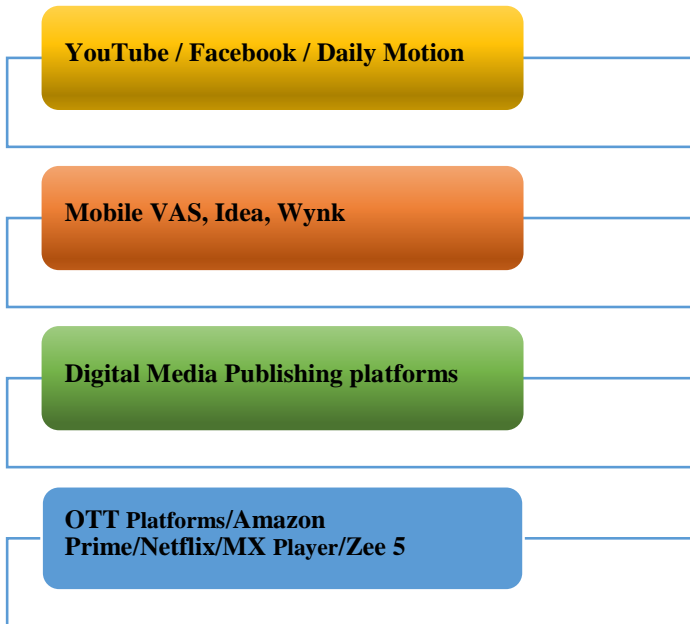 YouTube / Facebook / Daily Motion
Mobile VAS, Idea, Wynk
Digital Media Publishing platforms
OTT Platforms/Amazon
Prime/Netflix/MX Player/Zee 5